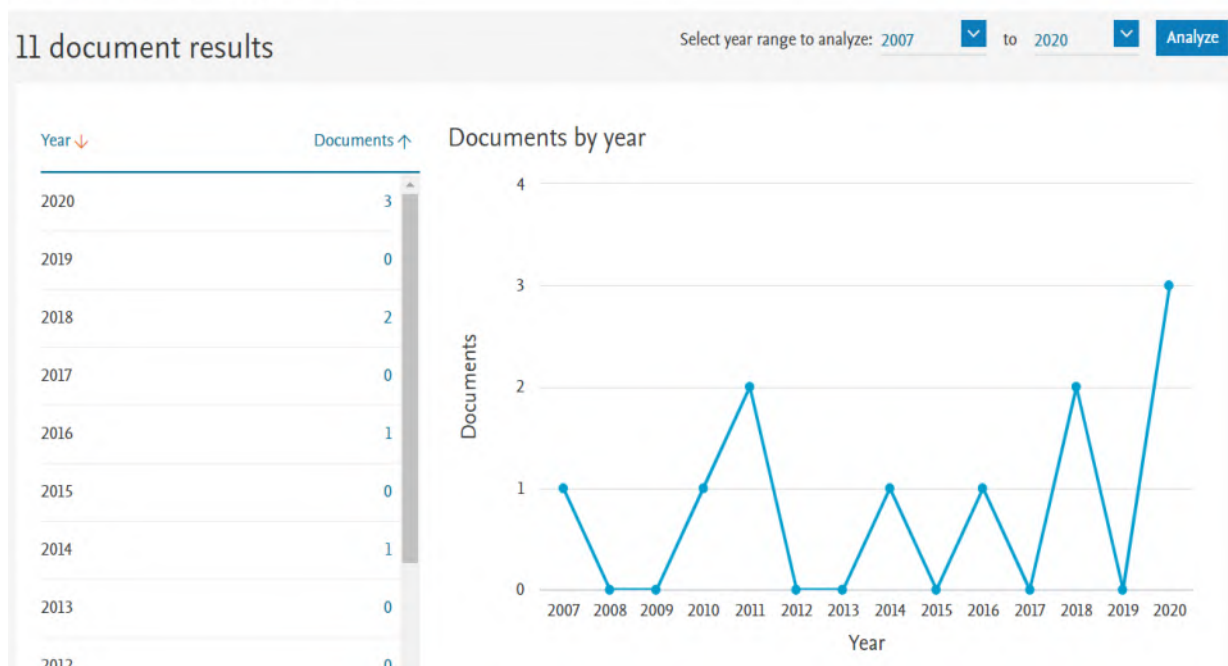 11 document results
Select year range to analyze: 2007 to 2020 Analyze
Year Documents
2020 3
2019 0
2018 2
2017 0
2016 1
2015 0
2014 1
2013 0
2012 0
Documents by year
4
3
2
1
0
Documents
2007 2008 2009 2010 2011 2012 2013 2014 2015 2016 2017 2018 2019 2020
Year